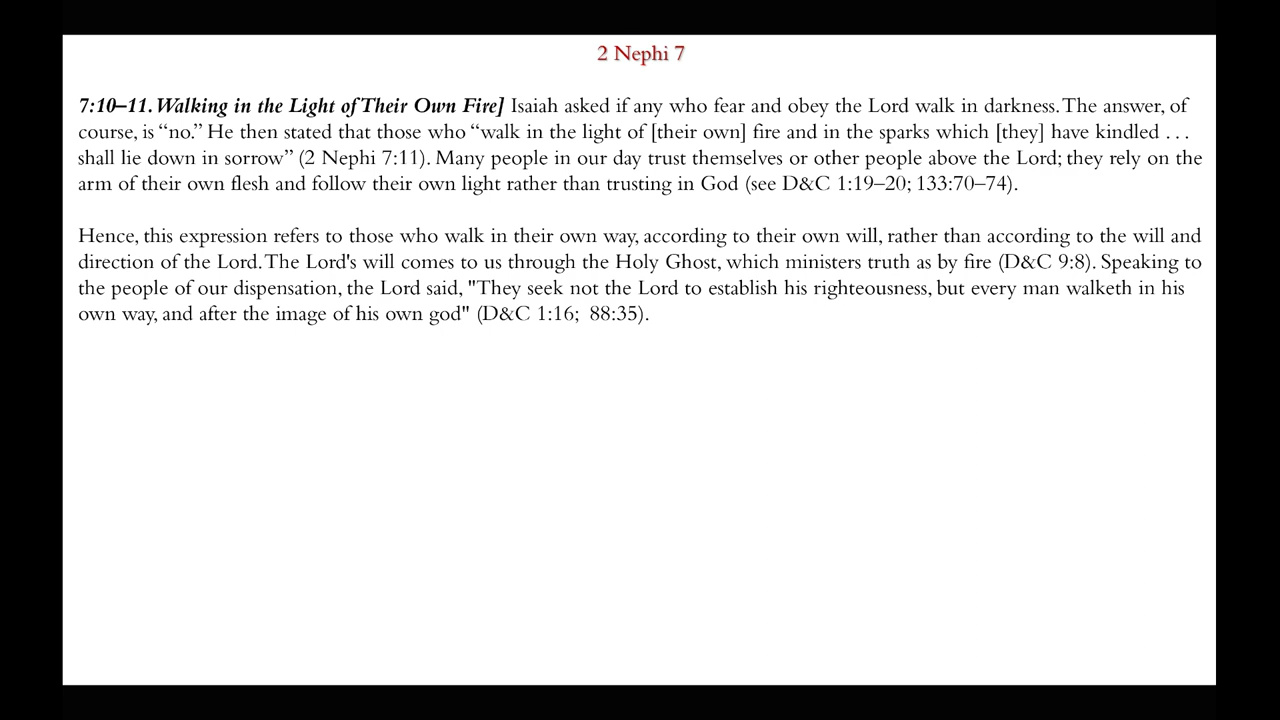 2 Nephi 7
7:10–11. Walking in the Light of Their Own Fire] Isaiah asked if any who fear and obey the Lord walk in darkness. The answer, of
course, is “no.” He then stated that those who “walk in the light of [their own] fire and in the sparks which [they] have kindled . . .
shall lie down in sorrow” (2 Nephi 7:11). Many people in our day trust themselves or other people above the Lord; they rely on the
arm of their own flesh and follow their own light rather than trusting in God (see D&C 1:19–20; 133:70–74).
Hence, this expression refers to those who walk in their own way, according to their own will, rather than according to the will and
direction of the Lord. The Lord's will comes to us through the Holy Ghost, which ministers truth as by fire (D&C 9:8). Speaking to
the people of our dispensation, the Lord said, "They seek not the Lord to establish his righteousness, but every man walketh in his
own way, and after the image of his own god" (D&C 1:16;  88:35).